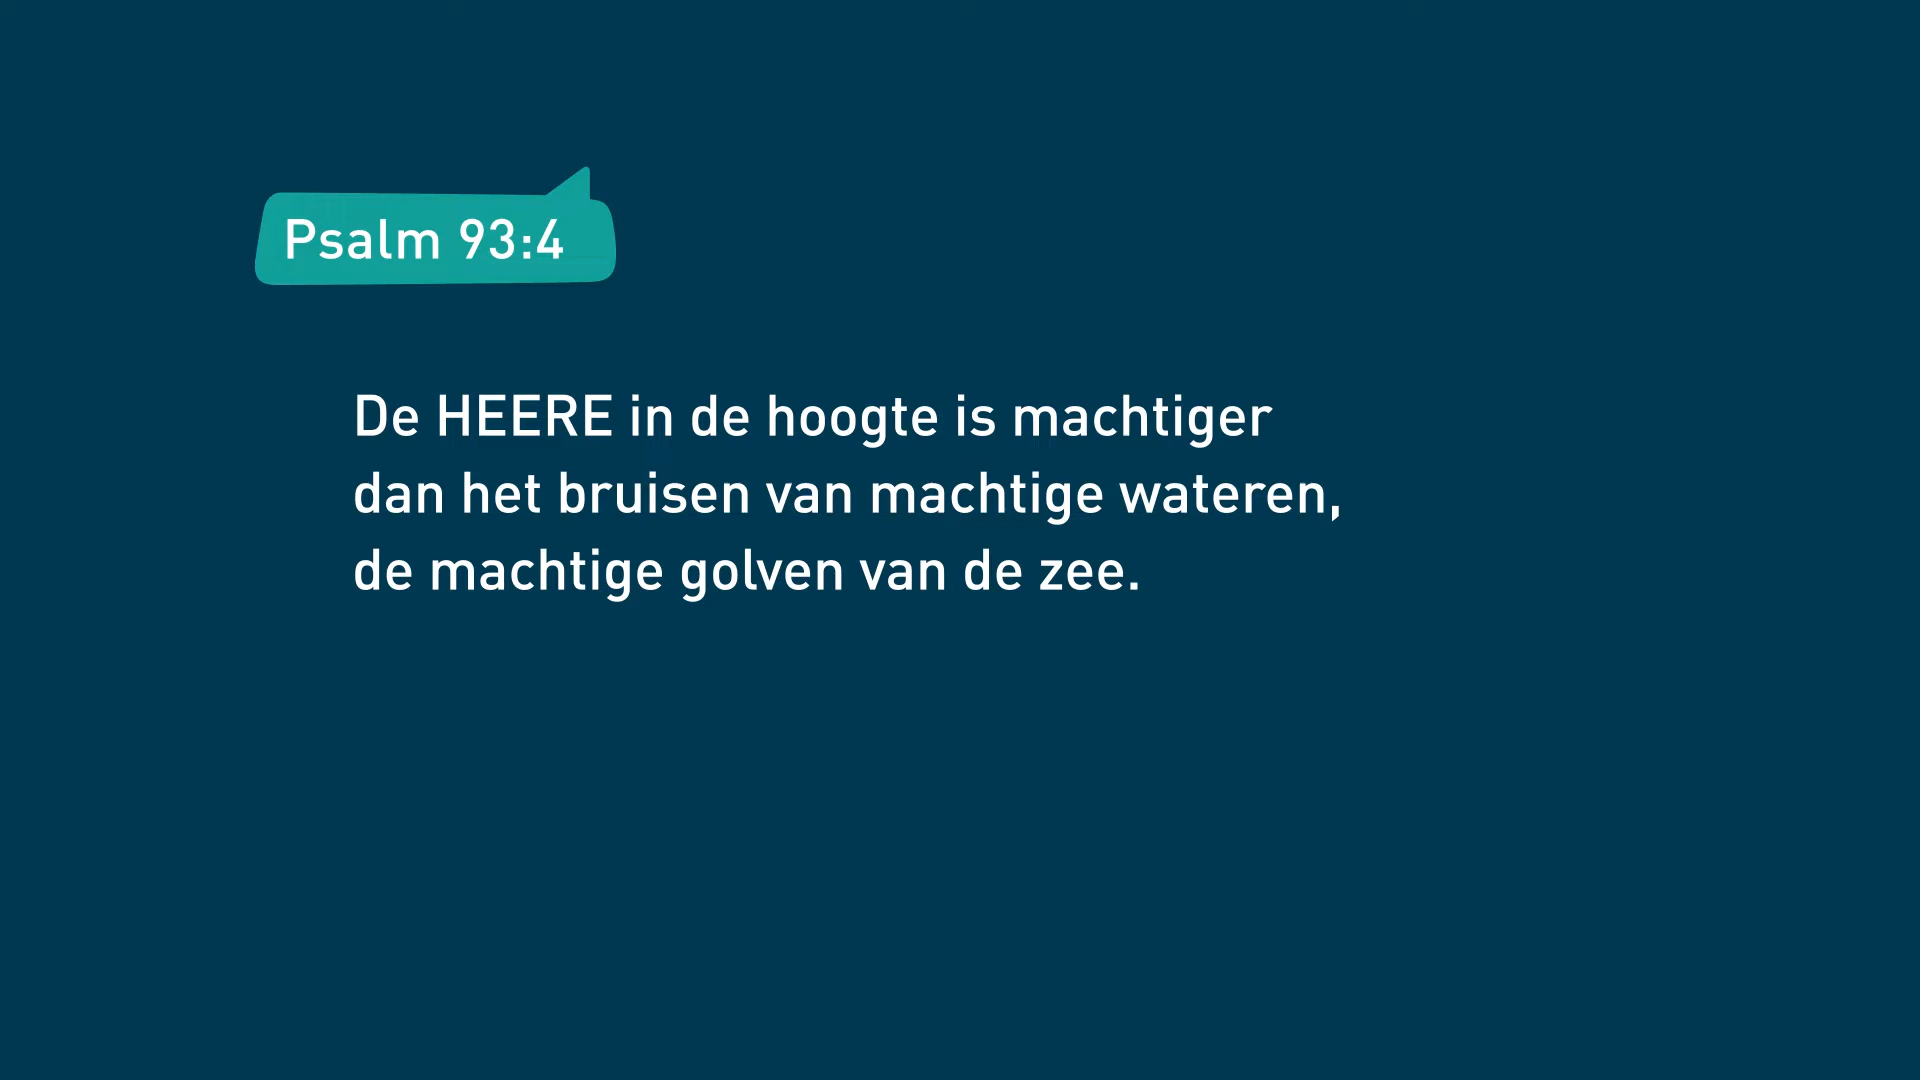 Psalm 93:4
De HEERE in de hoogte is machtiger
dan het bruisen van machtige wateren,
de machtige golven van de zee.